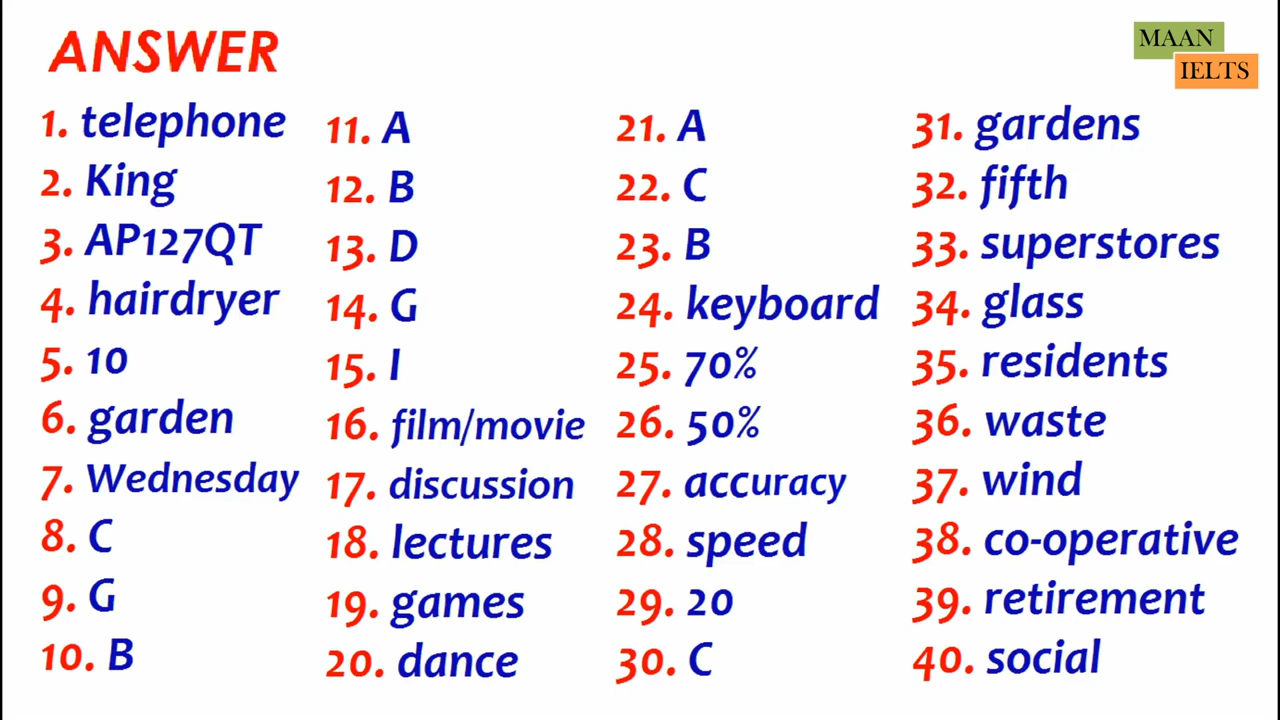 ANSWER
MAAN
IELTS
1. telephone
2. King
3. AP127QT
4. hairdryer
5. 10
6. garden
7. Wednesday
8. C
9. G
10. B
11. A
12. B
13. D
14. G
15. I
16. film/movie
17. discussion
18. lectures
19. games
20. dance
21. A
22. C
23. B
24. keyboard
25. 70%
26. 50%
27. accuracy
28. speed
29. 20
30. C
31. gardens
32. fifth
33. superstores
34. glass
35. residents
36. waste
37. wind
38. co-operative
39. retirement
40. social